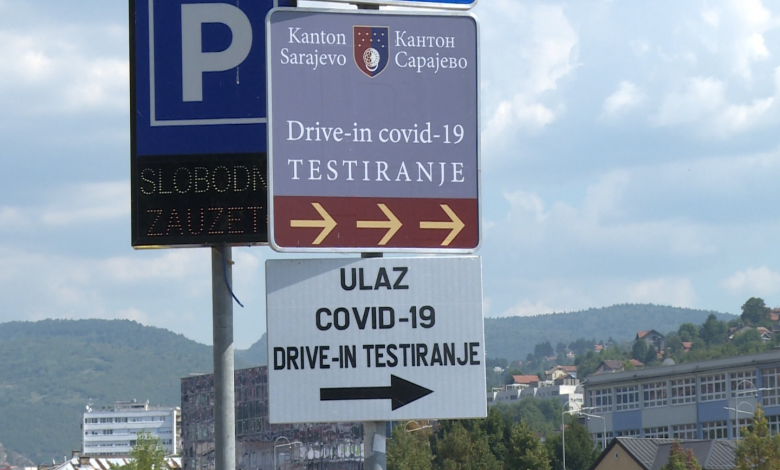 P
SLOBODN
ZAUZET
Kanton
Sarajevo
Кантон
Сарајево
Drive-in covid-19
TESTIRANJE
ULAZ
COVID-19
DRIVE-IN TESTIRANJE